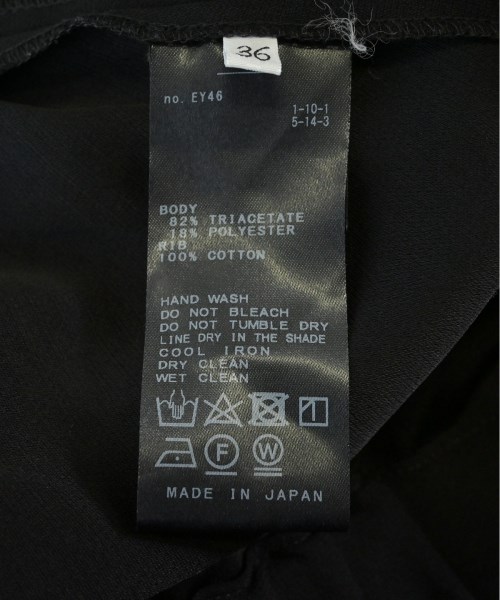 36
no. EY46
1-10-1
5-14-3
BODY
82% TRIACETATE
18% POLYESTER
RIB
100% COTTON
HAND WASH
DO NOT BLEACH
DO NOT TUMBLE DRY
LINE DRY IN THE SHADE
COOL IRON
DRY CLEAN
WET CLEAN
F W
MADE IN JAPAN